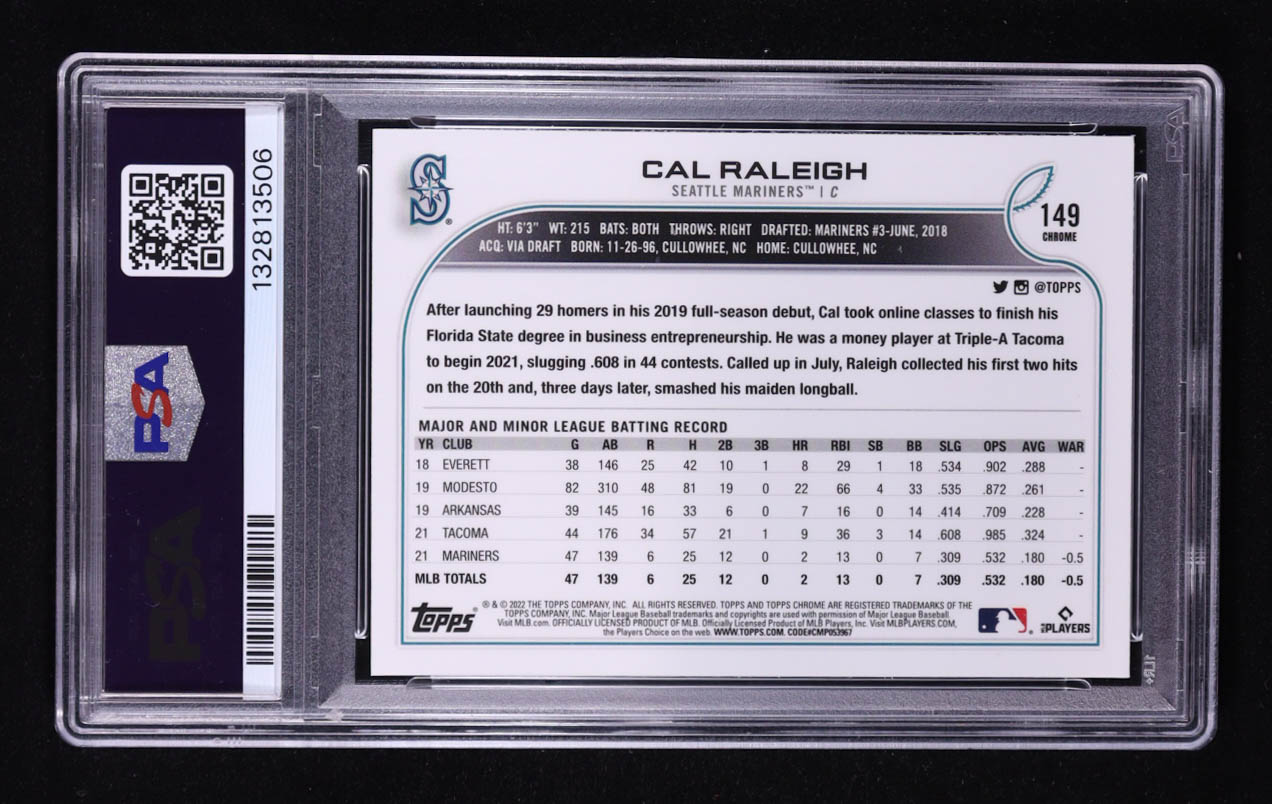 132813506
PSA
PSA
PSA
CAL RALEIGH
SEATTLE MARINERS™ | C
149
CHROME
HT: 6'3" WT: 215 BATS: BOTH THROWS: RIGHT DRAFTED: MARINERS #3-JUNE, 2018
ACQ: VIA DRAFT BORN: 11-26-96, CULLOWHEE, NC HOME: CULLOWHEE, NC
@TOPPS
After launching 29 homers in his 2019 full-season debut, Cal took online classes to finish his
Florida State degree in business entrepreneurship. He was a money player at Triple-A Tacoma
to begin 2021, slugging .608 in 44 contests. Called up in July, Raleigh collected his first two hits
on the 20th and, three days later, smashed his maiden longball.
MAJOR AND MINOR LEAGUE BATTING RECORD
YR CLUB G AB R H 2B 3B HR RBI SB BB SLG OPS AVG WAR
18 EVERETT 38 146 25 42 10 1 8 29 1 18 .534 .902 .288 -
19 MODESTO 82 310 48 81 19 0 22 66 4 33 .535 .872 .261 -
19 ARKANSAS 39 145 16 33 6 0 7 16 0 14 .414 .709 .228 -
21 TACOMA 44 176 34 57 21 1 9 36 3 14 .608 .985 .324 -
21 MARINERS 47 139 6 25 12 0 2 13 0 7 .309 .532 .180 -0.5
MLB TOTALS 47 139 6 25 12 0 2 13 0 7 .309 .532 .180 -0.5
Topps
® & © 2022 THE TOPPS COMPANY, INC. ALL RIGHTS RESERVED. TOPPS AND TOPPS CHROME ARE REGISTERED TRADEMARKS OF THE
TOPPS COMPANY, INC. Major League Baseball trademarks and copyrights are used with permission of Major League Baseball.
Visit MLB.com. OFFICIALLY LICENSED PRODUCT OF MLB. Officially Licensed Product of MLB Players, Inc. Visit MLBPLAYERS.COM,
the Players Choice on the web. WWW.TOPPS.COM. CODE#CMP053967
PLAYERS